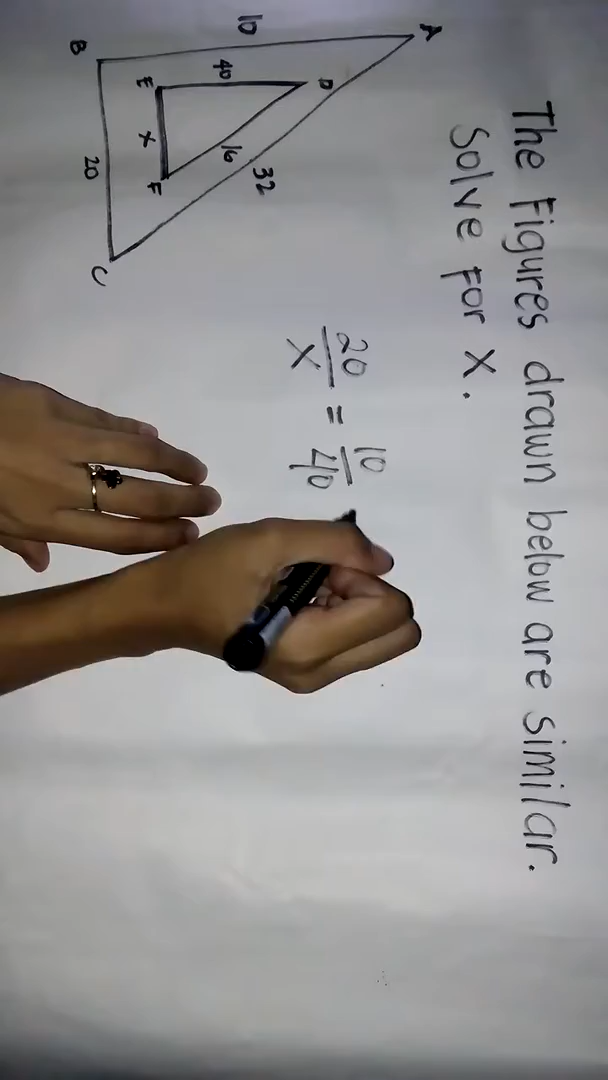 The Figures drawn below are similar.
Solve For x.
A
10
B
D
40
E
32
16
x
F
20
C
20/x = 10/40